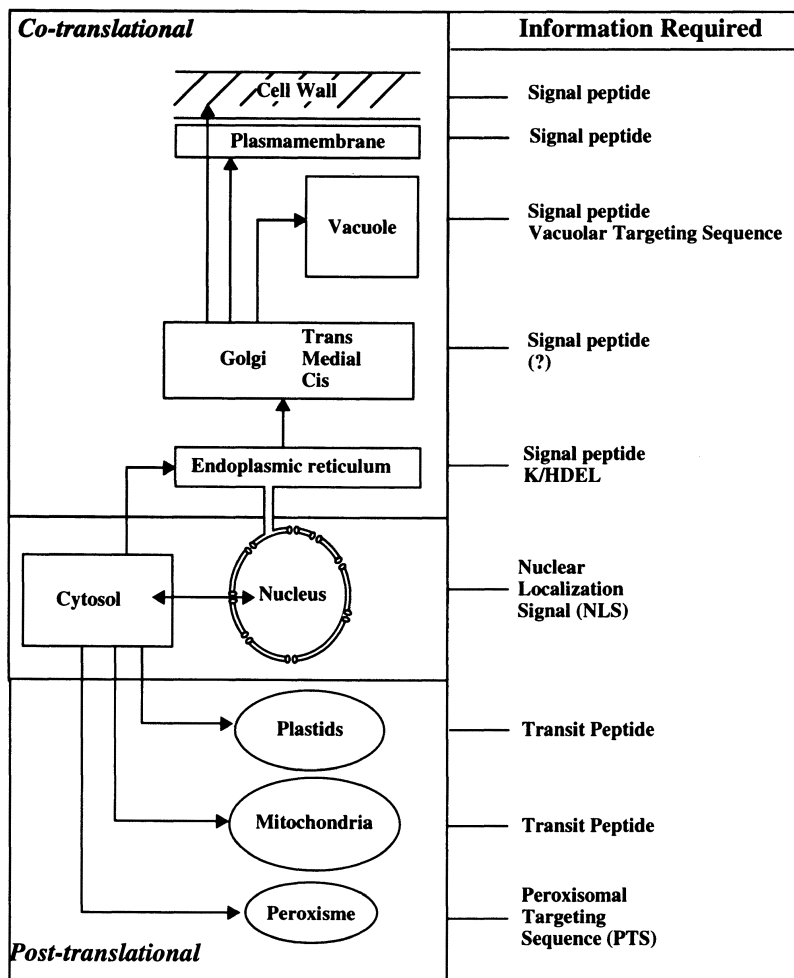 Co-translational
Information Required
Cell Wall
Signal peptide
Plasmamembrane
Signal peptide
Vacuole
Signal peptide
Vacuolar Targeting Sequence
Golgi
Trans
Medial
Cis
Signal peptide
(?)
Endoplasmic reticulum
Signal peptide
K/HDEL
Cytosol
Nucleus
Nuclear
Localization
Signal (NLS)
Plastids
Transit Peptide
Mitochondria
Transit Peptide
Peroxisme
Peroxisomal
Targeting
Sequence (PTS)
Post-translational